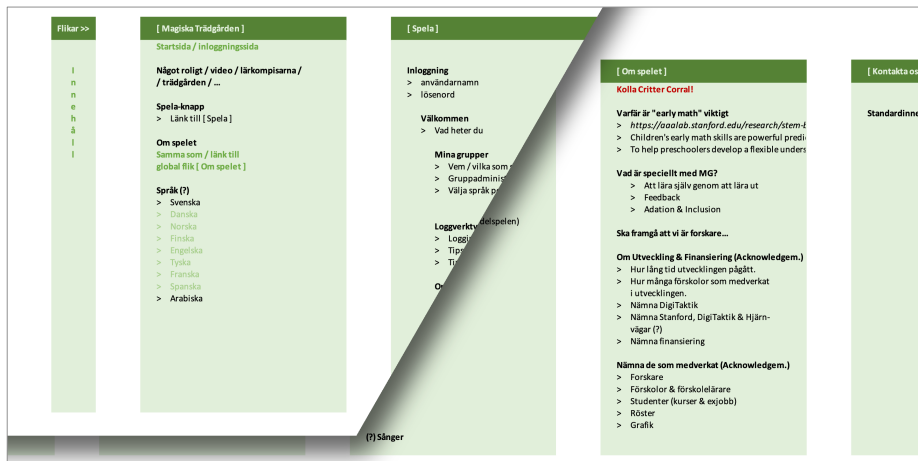 Flikar >>
I
n
n
e
h
å
l
l
[ Magiska Trädgården ]
Startsida / inloggningssida
Något roligt / video / lärkompisarna /
/ trädgården / ...
Spela-knapp
> Länk till [ Spela ]
Om spelet
Samma som / länk till
global flik [ Om spelet ]
Språk (?)
> Svenska
> Danska
> Norska
> Finska
> Engelska
> Tyska
> Franska
> Spanska
> Arabiska
[ Spela ]
Inloggning
> användarnamn
> lösenord
Välkommen
> Vad heter du
Mina grupper
> Vem / vilka som
> Gruppadminis
> Välja språk
delspelen)
Loggverkty
> Loggi
> Tips
> Ti
(?) Sånger
[ Om spelet ]
Kolla Critter Corral!
Varfär är "early math" viktigt
> https://aaalab.stanford.edu/research/stem-
> Children's early math skills are powerful predi
> To help preschoolers develop a flexible unders
Vad är speciellt med MG?
> Att lära själv genom att lära ut
> Feedback
> Adation & Inclusion
Ska framgå att vi är forskare...
Om Utveckling & Finansiering (Acknowledgem.)
> Hur lång tid utvecklingen pågått.
> Hur många förskolor som medverkat
i utvecklingen.
> Nämna DigiTaktik
> Nämna Stanford, DigiTaktik & Hjärn-
vägar (?)
> Nämna finansiering
Nämna de som medverkat (Acknowledgem.)
> Forskare
> Förskolor & förskolelärare
> Studenter (kurser & exjobb)
> Röster
> Grafik
[ Kontakta os
Standardinne